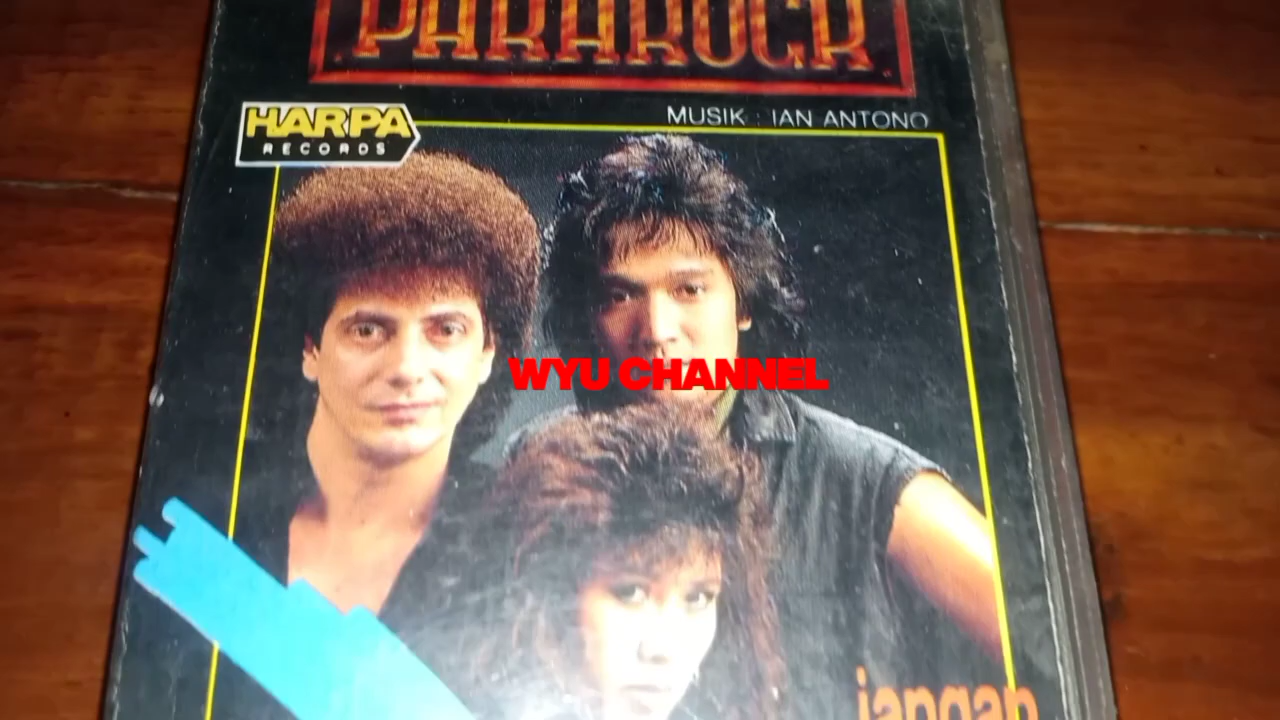 PARAROCK
HARPA
RECORDS
MUSIK : IAN ANTONO
WYU CHANNEL
jangan